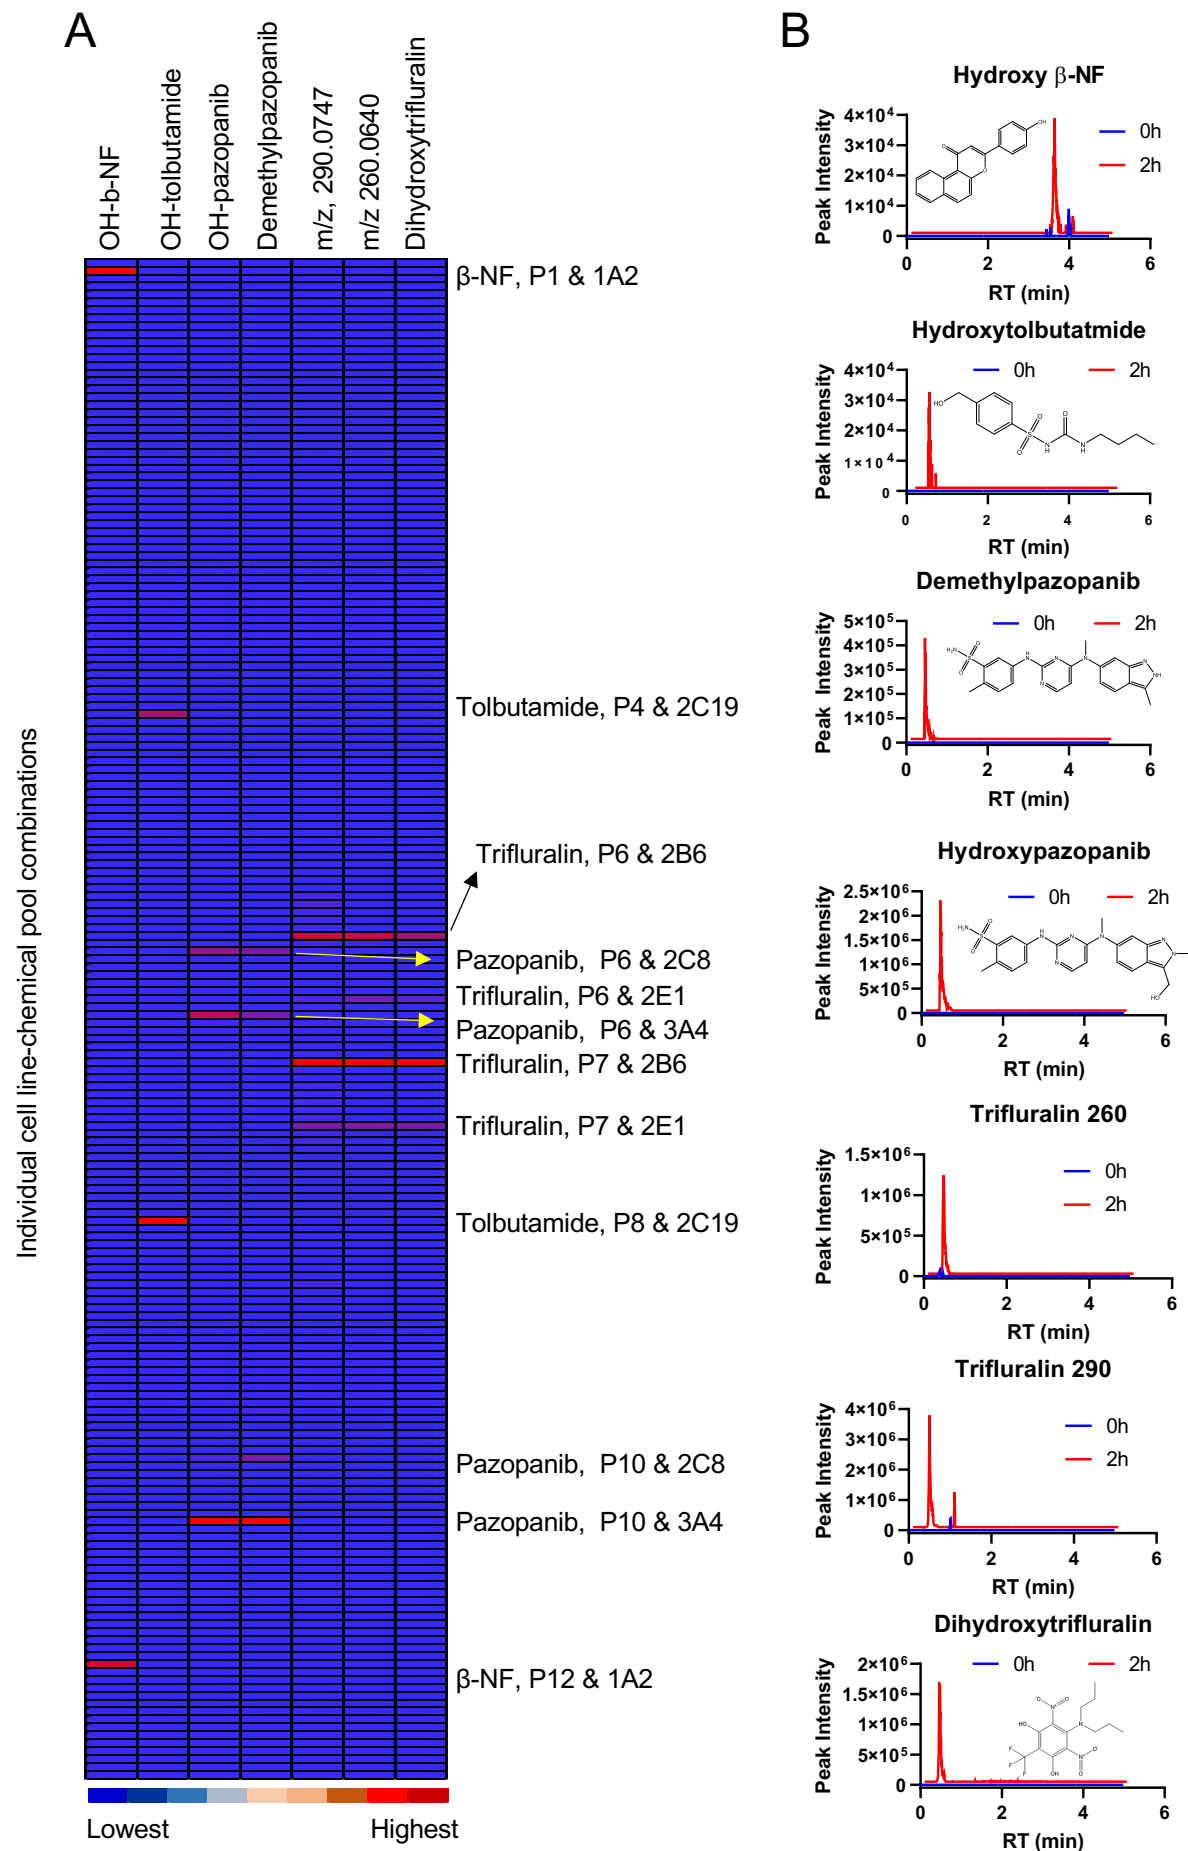 A
OH-b-NF
OH-tolbutamide
OH-pazopanib
Demethylpazopanib
m/z, 290.0747
m/z 260.0640
Dihydroxytrifluralin
Individual cell line-chemical pool combinations
β-NF, P1 & 1A2
Tolbutamide, P4 & 2C19
Trifluralin, P6 & 2B6
Pazopanib, P6 & 2C8
Trifluralin, P6 & 2E1
Pazopanib, P6 & 3A4
Trifluralin, P7 & 2B6
Trifluralin, P7 & 2E1
Tolbutamide, P8 & 2C19
Pazopanib, P10 & 2C8
Pazopanib, P10 & 3A4
β-NF, P12 & 1A2
Lowest Highest
B
Hydroxy β-NF
Peak Intensity
4×10⁴
3×10⁴
2×10⁴
1×10⁴
0
0h
2h
OH
O
O
0 2 4 6
RT (min)
Hydroxytolbutatmide
Peak Intensity
4×10⁴
3×10⁴
2×10⁴
1×10⁴
0
0h 2h
HO
O
O
S
O
N
H
N
H
0 2 4 6
RT (min)
Demethylpazopanib
Peak Intensity
5×10⁵
4×10⁵
3×10⁵
2×10⁵
1×10⁵
0
0h 2h
H₂N
O
S
O
H
N
N
N
N
N
NH
0 2 4 6
RT (min)
Hydroxypazopanib
Peak Intensity
2.5×10⁶
2×10⁶
1.5×10⁶
1×10⁶
5×10⁵
0
0h 2h
H₂N
O
S
O
H
N
N
N
N
N
N
HO
0 2 4 6
RT (min)
Trifluralin 260
Peak Intensity
1.5×10⁶
1×10⁶
5×10⁵
0
0h
2h
0 2 4 6
RT (min)
Trifluralin 290
Peak Intensity
4×10⁶
3×10⁶
2×10⁶
1×10⁶
0
0h
2h
0 2 4 6
RT (min)
Dihydroxytrifluralin
Peak Intensity
2×10⁶
1.5×10⁶
1×10⁶
5×10⁵
0
0h 2h
⁻O
N⁺
O
HO
N
F
F
F
OH
N⁺
O⁻
O
0 2 4 6
RT (min)